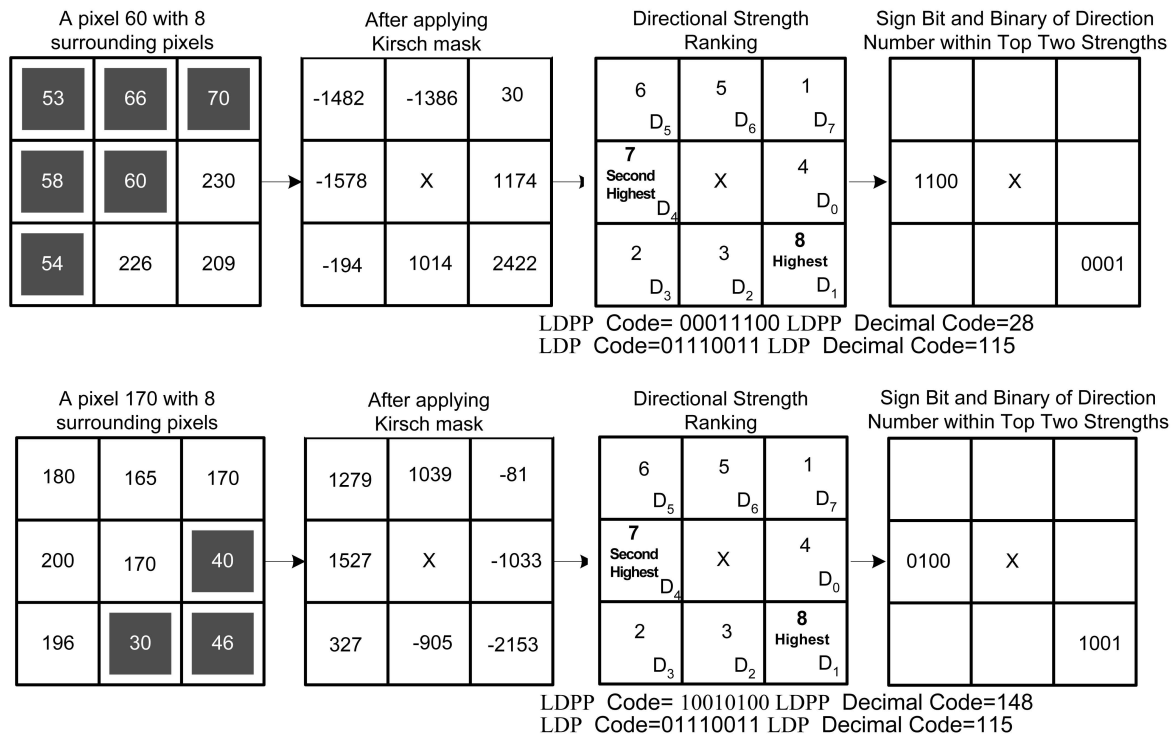 A pixel 60 with 8
surrounding pixels
After applying
Kirsch mask
Directional Strength
Ranking
Sign Bit and Binary of Direction
Number within Top Two Strengths
53 66 70
58 60 230
54 226 209
-1482 -1386 30
-1578 X 1174
-194 1014 2422
6 5 1
D5 D6 D7
7
Second
Highest
D4
X
4
D0
2 3 8
Highest
D3 D2 D1
1100 X
0001
LDPP Code= 00011100 LDPP Decimal Code=28
LDP Code=01110011 LDP Decimal Code=115
A pixel 170 with 8
surrounding pixels
After applying
Kirsch mask
Directional Strength
Ranking
Sign Bit and Binary of Direction
Number within Top Two Strengths
180 165 170
200 170 40
196 30 46
1279 1039 -81
1527 X -1033
327 -905 -2153
6 5 1
D5 D6 D7
7
Second
Highest
D4
X
4
D0
2 3 8
Highest
D3 D2 D1
0100 X
1001
LDPP Code= 10010100 LDPP Decimal Code=148
LDP Code=01110011 LDP Decimal Code=115